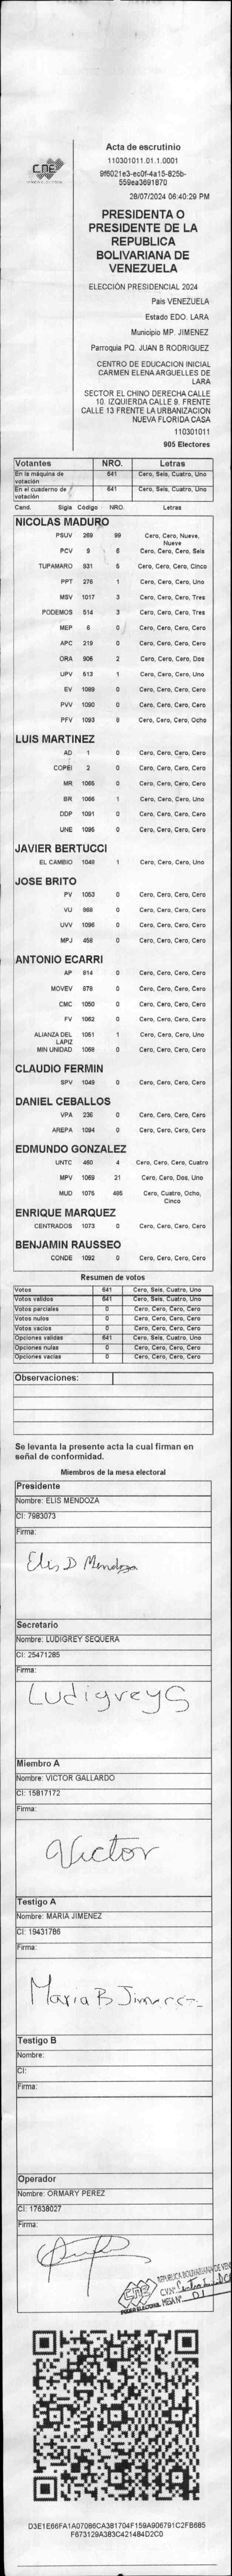 CNE
Acta de escrutinio
110301011.01.1.0001
9f6021e3-ec0f-4a15-825b-
559ea3691870
28/07/2024 06:40:29 PM
PRESIDENTA O
PRESIDENTE DE LA
REPUBLICA
BOLIVARIANA DE
VENEZUELA
ELECCIÓN PRESIDENCIAL 2024
Pais VENEZUELA
Estado EDO. LARA
Municipio MP. JIMENEZ
Parroquia PQ. JUAN B RODRIGUEZ
CENTRO DE EDUCACION INICIAL
CARMEN ELENA ARGUELLES DE
LARA
SECTOR EL CHINO DERECHA CALLE
10. IZQUIERDA CALLE 9. FRENTE
CALLE 13 FRENTE LA URBANIZACION
NUEVA FLORIDA CASA
110301011
905 Electores
Votantes NRO. Letras
En la máquina de votación 641 Cero, Seis, Cuatro, Uno
En el cuaderno de votación 641 Cero, Seis, Cuatro, Uno
Cand. Sigla Código NRO. Letras
NICOLAS MADURO
PSUV 269 99 Cero, Cero, Nueve, Nueve
PCV 5 6 Cero, Cero, Cero, Seis
TUPAMARO 931 5 Cero, Cero, Cero, Cinco
PPT 276 1 Cero, Cero, Cero, Uno
MSV 1017 3 Cero, Cero, Cero, Tres
PODEMOS 514 3 Cero, Cero, Cero, Tres
MEP 6 0 Cero, Cero, Cero, Cero
APC 219 0 Cero, Cero, Cero, Cero
ORA 906 2 Cero, Cero, Cero, Dos
UPV 513 1 Cero, Cero, Cero, Uno
EV 1089 0 Cero, Cero, Cero, Cero
PVV 1090 0 Cero, Cero, Cero, Cero
PFV 1093 8 Cero, Cero, Cero, Ocho
LUIS MARTINEZ
AD 1 0 Cero, Cero, Cero, Cero
COPEI 2 0 Cero, Cero, Cero, Cero
MR 1065 0 Cero, Cero, Cero, Cero
BR 1066 1 Cero, Cero, Cero, Uno
DDP 1091 0 Cero, Cero, Cero, Cero
UNE 1095 0 Cero, Cero, Cero, Cero
JAVIER BERTUCCI
EL CAMBIO 1048 1 Cero, Cero, Cero, Uno
JOSE BRITO
PV 1053 0 Cero, Cero, Cero, Cero
VU 968 0 Cero, Cero, Cero, Cero
UVV 1096 0 Cero, Cero, Cero, Cero
MPJ 458 0 Cero, Cero, Cero, Cero
ANTONIO ECARRI
AP 814 0 Cero, Cero, Cero, Cero
MOVEV 878 0 Cero, Cero, Cero, Cero
CMC 1050 0 Cero, Cero, Cero, Cero
FV 1062 0 Cero, Cero, Cero, Cero
ALIANZA DEL LAPIZ 1051 1 Cero, Cero, Cero, Uno
MIN UNIDAD 1068 0 Cero, Cero, Cero, Cero
CLAUDIO FERMIN
SPV 1049 0 Cero, Cero, Cero, Cero
DANIEL CEBALLOS
VPA 236 0 Cero, Cero, Cero, Cero
AREPA 1094 0 Cero, Cero, Cero, Cero
EDMUNDO GONZALEZ
UNTC 460 4 Cero, Cero, Cero, Cuatro
MPV 1069 21 Cero, Cero, Dos, Uno
MUD 1075 485 Cero, Cuatro, Ocho, Cinco
ENRIQUE MARQUEZ
CENTRADOS 1073 0 Cero, Cero, Cero, Cero
BENJAMIN RAUSSEO
CONDE 1092 0 Cero, Cero, Cero, Cero
Resumen de votos
Votos 641 Cero, Seis, Cuatro, Uno
Votos validos 641 Cero, Seis, Cuatro, Uno
Votos parciales 0 Cero, Cero, Cero, Cero
Votos nulos 0 Cero, Cero, Cero, Cero
Votos vacios 0 Cero, Cero, Cero, Cero
Opciones validas 641 Cero, Seis, Cuatro, Uno
Opciones nulas 0 Cero, Cero, Cero, Cero
Opciones vacias 0 Cero, Cero, Cero, Cero
Observaciones:
Se levanta la presente acta la cual firman en
señal de conformidad.
Miembros de la mesa electoral
Presidente
Nombre: ELIS MENDOZA
CI: 7983073
Firma:
Elis D Mendoza
Secretario
Nombre: LUDIGREY SEQUERA
CI: 25471285
Firma:
LudigreyS
Miembro A
Nombre: VICTOR GALLARDO
CI: 15817172
Firma:
Victor
Testigo A
Nombre: MARIA JIMENEZ
CI: 19431786
Firma:
Maria B Jimenez
Testigo B
Nombre:
CI:
Firma:
Operador
Nombre: ORMARY PEREZ
CI: 17638027
Firma:
REPUBLICA BOLIVARIANA DE VEN
CNE
PODER ELECTORAL MESA N° 01
D3E1E66FA1A07086CA3B1704F159A906791C2FB685
F673129A383C421484D2C0